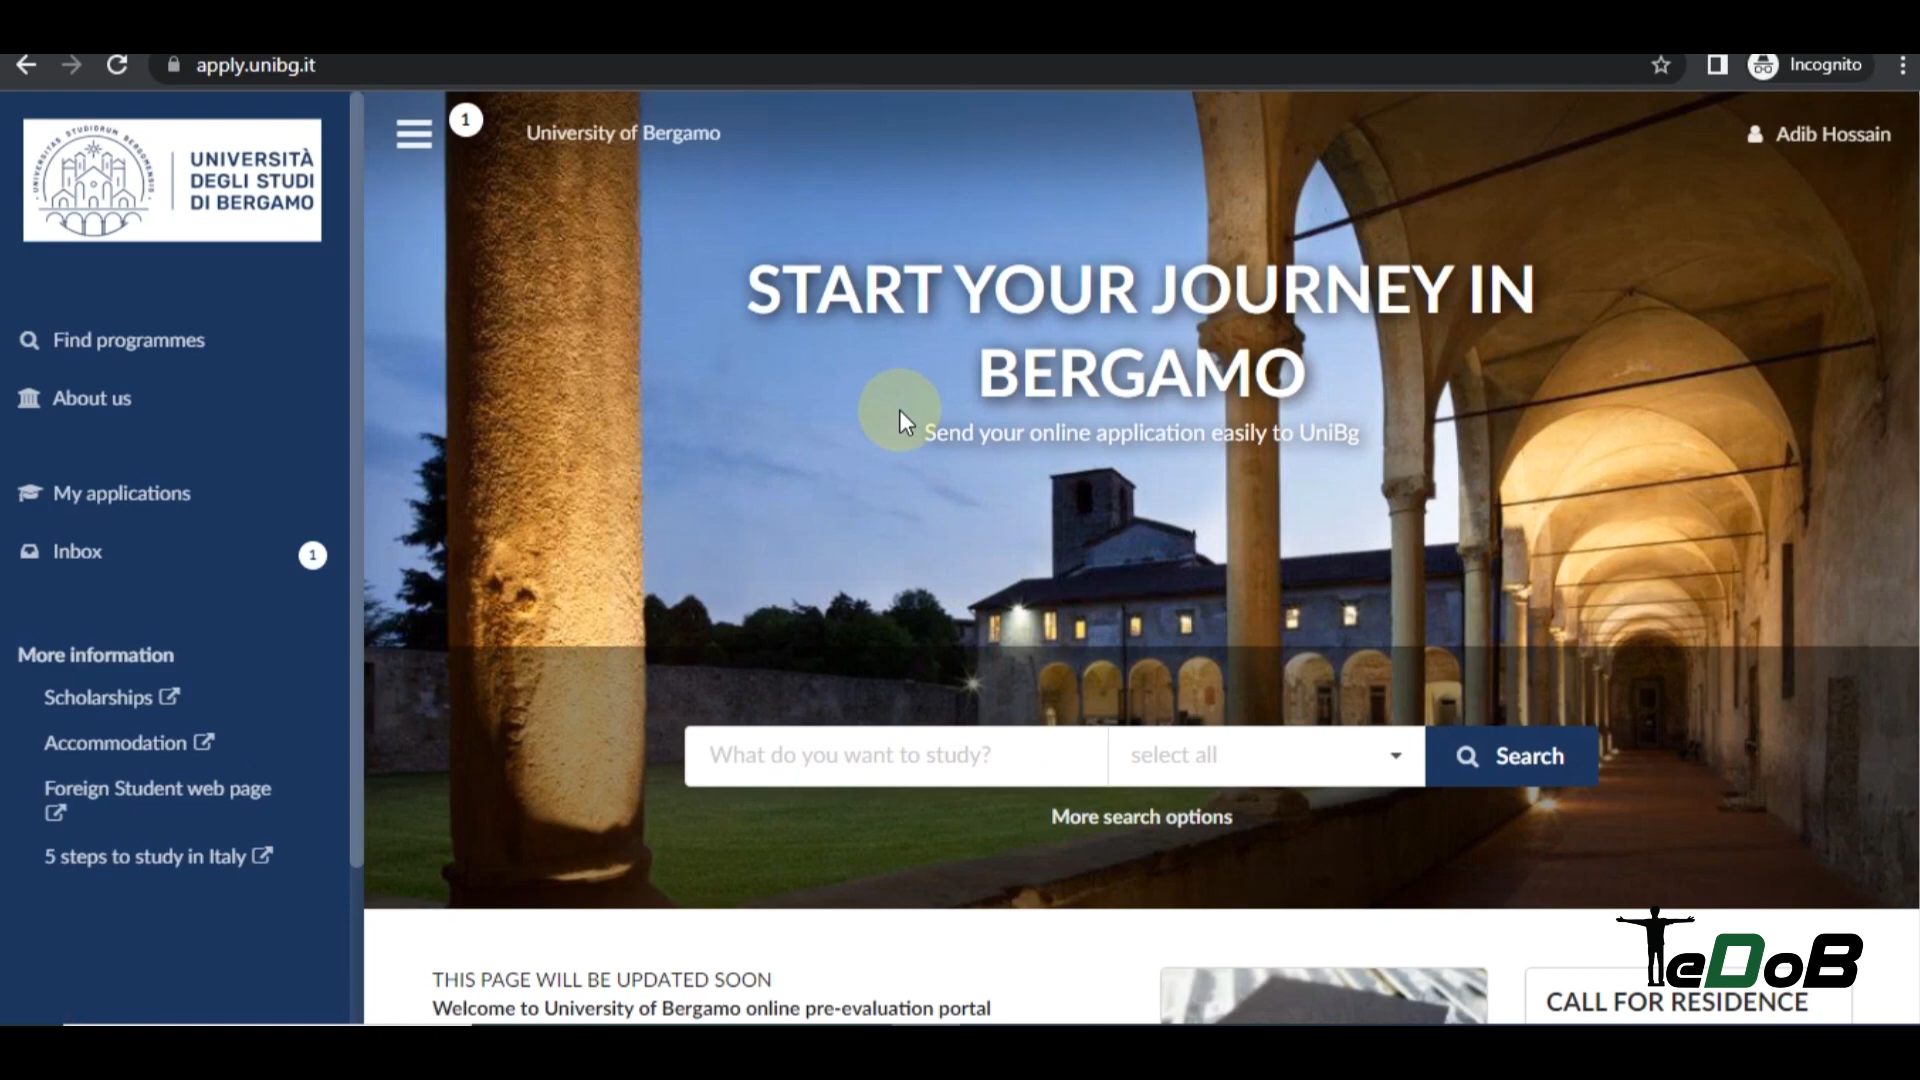 apply.unibg.it
Incognito
UNIVERSITAS STUDIORUM BERGOMENSIS
UNIVERSITÀ
DEGLI STUDI
DI BERGAMO
Find programmes
About us
My applications
Inbox
1
More information
Scholarships
Accommodation
Foreign Student web page
5 steps to study in Italy
1
University of Bergamo
Adib Hossain
START YOUR JOURNEY IN
BERGAMO
Send your online application easily to UniBg
What do you want to study?
select all
Search
More search options
THIS PAGE WILL BE UPDATED SOON
Welcome to University of Bergamo online pre-evaluation portal
TeDoB
CALL FOR RESIDENCE